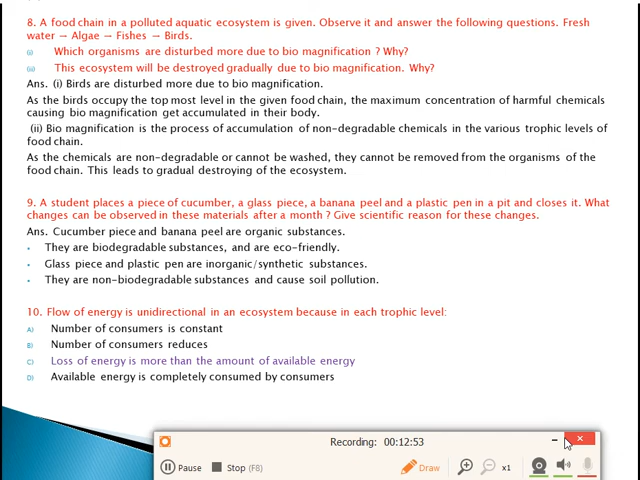 8. A food chain in a polluted aquatic ecosystem is given. Observe it and answer the following questions. Fresh
water → Algae → Fishes → Birds.
(i) Which organisms are disturbed more due to bio magnification ? Why?
(ii) This ecosystem will be destroyed gradually due to bio magnification. Why?
Ans. (i) Birds are disturbed more due to bio magnification.
As the birds occupy the top most level in the given food chain, the maximum concentration of harmful chemicals
causing bio magnification get accumulated in their body.
(ii) Bio magnification is the process of accumulation of non-degradable chemicals in the various trophic levels of
food chain.
As the chemicals are non-degradable or cannot be washed, they cannot be removed from the organisms of the
food chain. This leads to gradual destroying of the ecosystem.
9. A student places a piece of cucumber, a glass piece, a banana peel and a plastic pen in a pit and closes it. What
changes can be observed in these materials after a month ? Give scientific reason for these changes.
Ans. Cucumber piece and banana peel are organic substances.
• They are biodegradable substances, and are eco-friendly.
• Glass piece and plastic pen are inorganic/synthetic substances.
• They are non-biodegradable substances and cause soil pollution.
10. Flow of energy is unidirectional in an ecosystem because in each trophic level:
A) Number of consumers is constant
B) Number of consumers reduces
C) Loss of energy is more than the amount of available energy
D) Available energy is completely consumed by consumers
Recording: 00:12:53
Pause Stop (F8) Draw x1